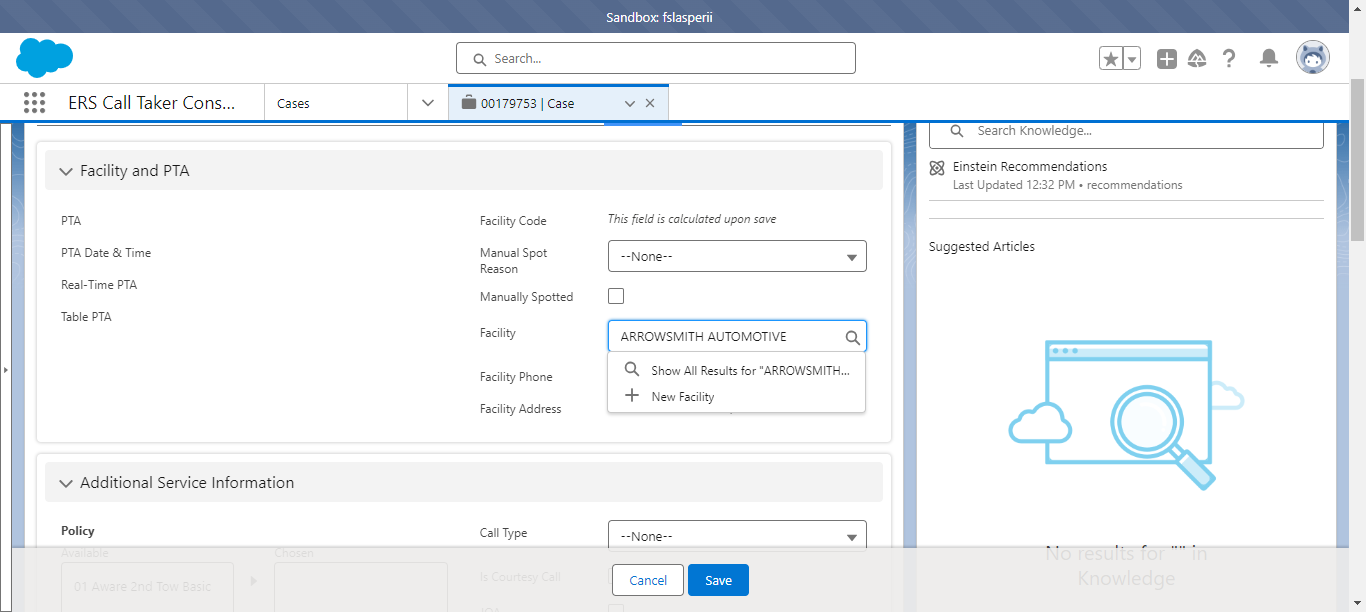 Sandbox: fslasperii
Search...
ERS Call Taker Cons...
Cases
00179753 | Case
Search Knowledge...
Facility and PTA
Einstein Recommendations
Last Updated 12:32 PM • recommendations
PTA
Facility Code
This field is calculated upon save
PTA Date & Time
Manual Spot
Reason
--None--
Suggested Articles
Real-Time PTA
Manually Spotted
Table PTA
Facility
ARROWSMITH AUTOMOTIVE
Show All Results for "ARROWSMITH...
Facility Phone
New Facility
Facility Address
Additional Service Information
Policy
Call Type
--None--
Available
Chosen
No results for "" in
Knowledge
01 Aware 2nd Tow Basic
Is Courtesy Call
Cancel
Save